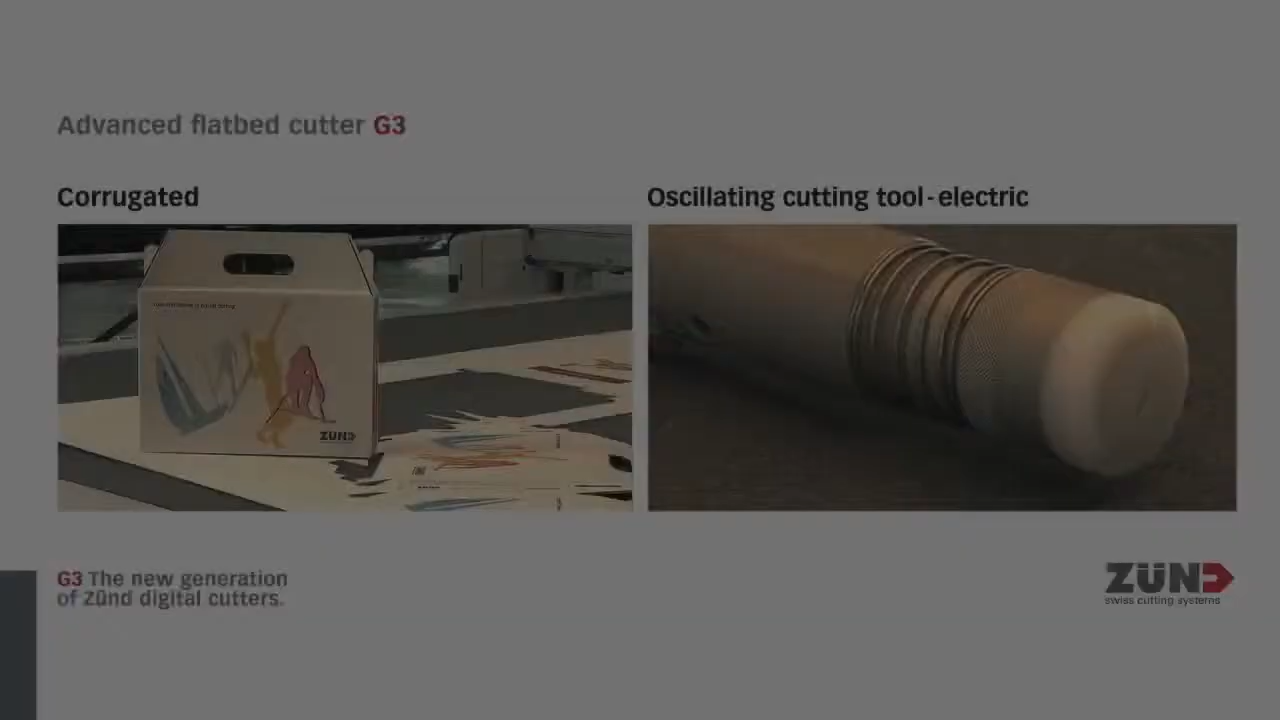 Advanced flatbed cutter G3
Corrugated
Oscillating cutting tool - electric
ZÜND
G3 The new generation
of Zünd digital cutters.
ZÜND
swiss cutting systems